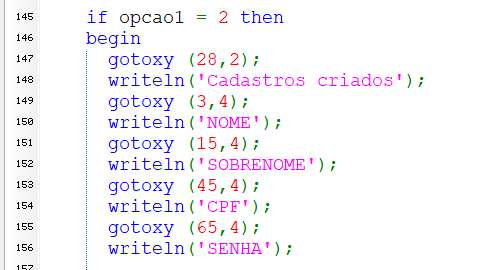 145 if opcao1 = 2 then
146 begin
147 gotoxy (28,2);
148 writeln('Cadastros criados');
149 gotoxy (3,4);
150 writeln('NOME');
151 gotoxy (15,4);
152 writeln('SOBRENOME');
153 gotoxy (45,4);
154 writeln('CPF');
155 gotoxy (65,4);
156 writeln('SENHA');
157